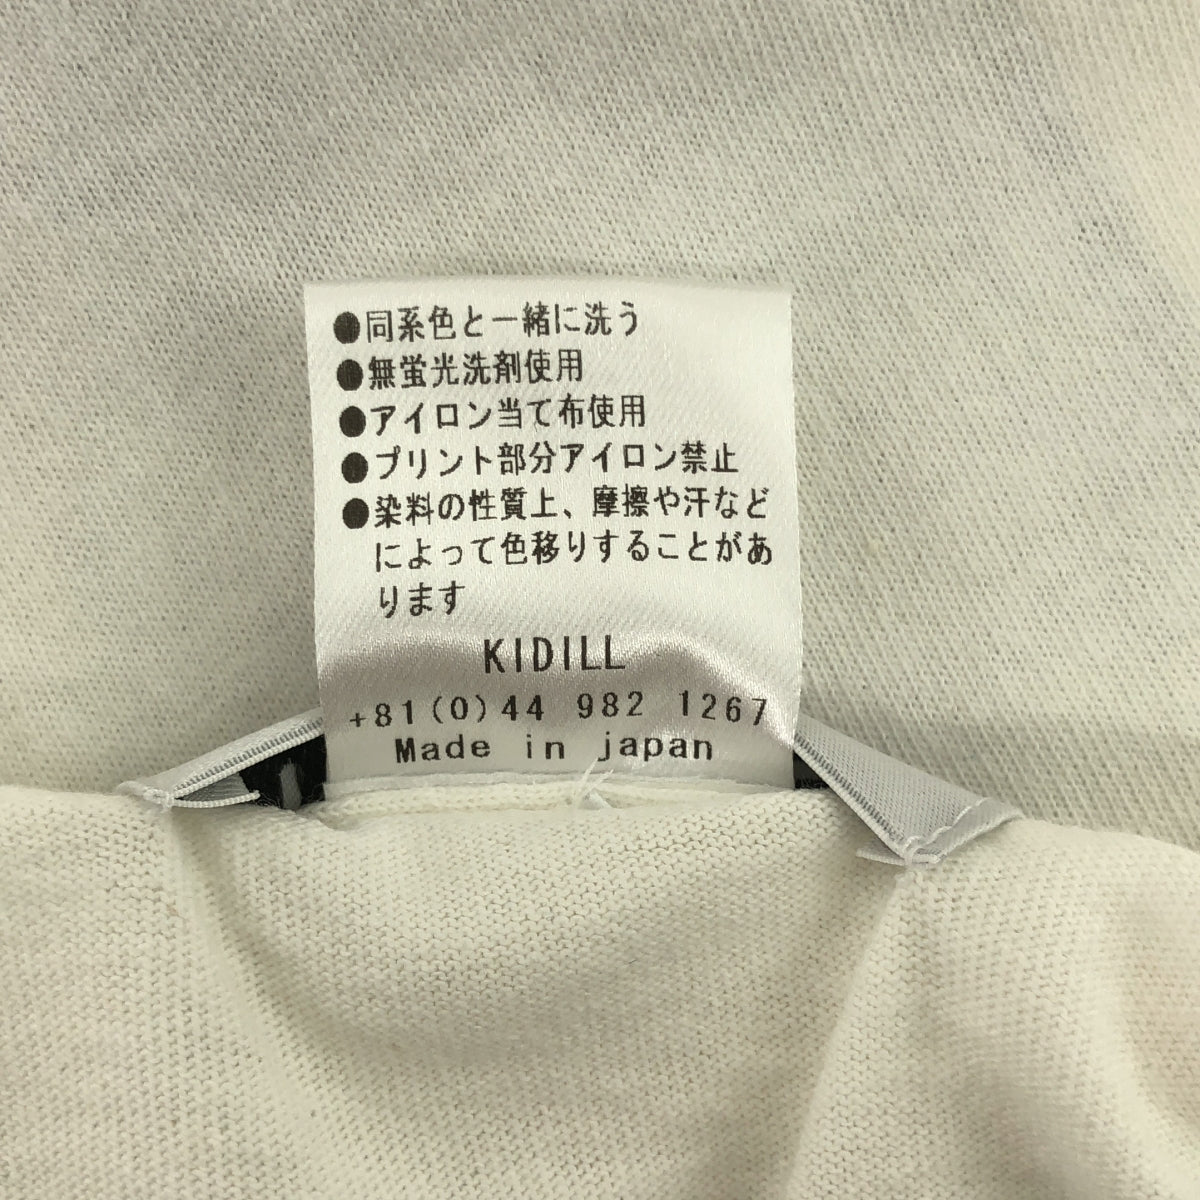 ●同系色と一緒に洗う
●無蛍光洗剤使用
●アイロン当て布使用
●プリント部分アイロン禁止
●染料の性質上、摩擦や汗など
によって色移りすることがあ
ります
KIDILL
+81(0)44 982 1267
Made in japan